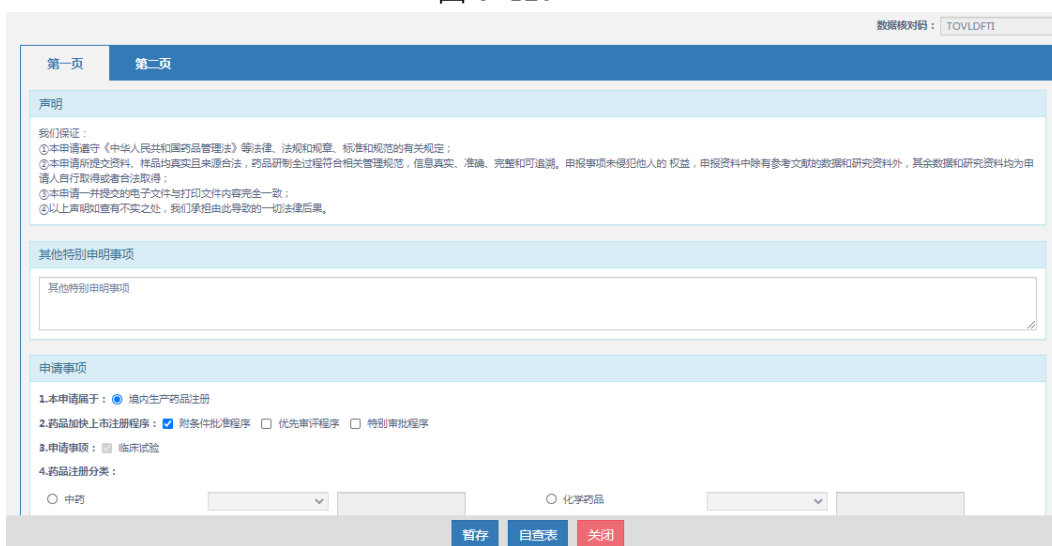 数据核对码： TOVLDFTI
第一页 第二页
声明
我们保证：
①本申请遵守《中华人民共和国药品管理法》等法律、法规和规章、标准和规范的有关规定；
②本申请所提交资料、样品均真实且来源合法，药品研制全过程符合相关管理规范，信息真实、准确、完整和可追溯。申报事项未侵犯他人的 权益，申报资料中除有参考文献的数据和研究资料外，其余数据和研究资料均为申
请人自行取得或者合法取得；
③本申请一并提交的电子文件与打印文件内容完全一致；
④以上声明如查有不实之处，我们承担由此导致的一切法律后果。
其他特别申明事项
其他特别申明事项
申请事项
1.本申请属于： 境内生产药品注册
2.药品加快上市注册程序： 附条件批准程序 优先审评程序 特别审批程序
3.申请事项： 临床试验
4.药品注册分类：
中药 化学药品
暂存 自查表 关闭